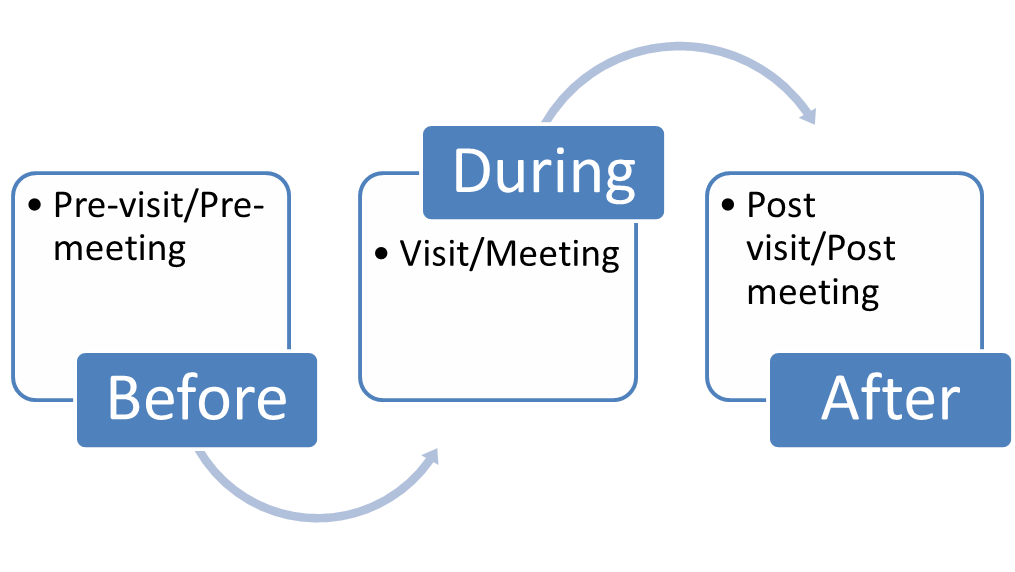 • Pre-visit/Pre-
meeting
Before
During
• Visit/Meeting
• Post
visit/Post
meeting
After